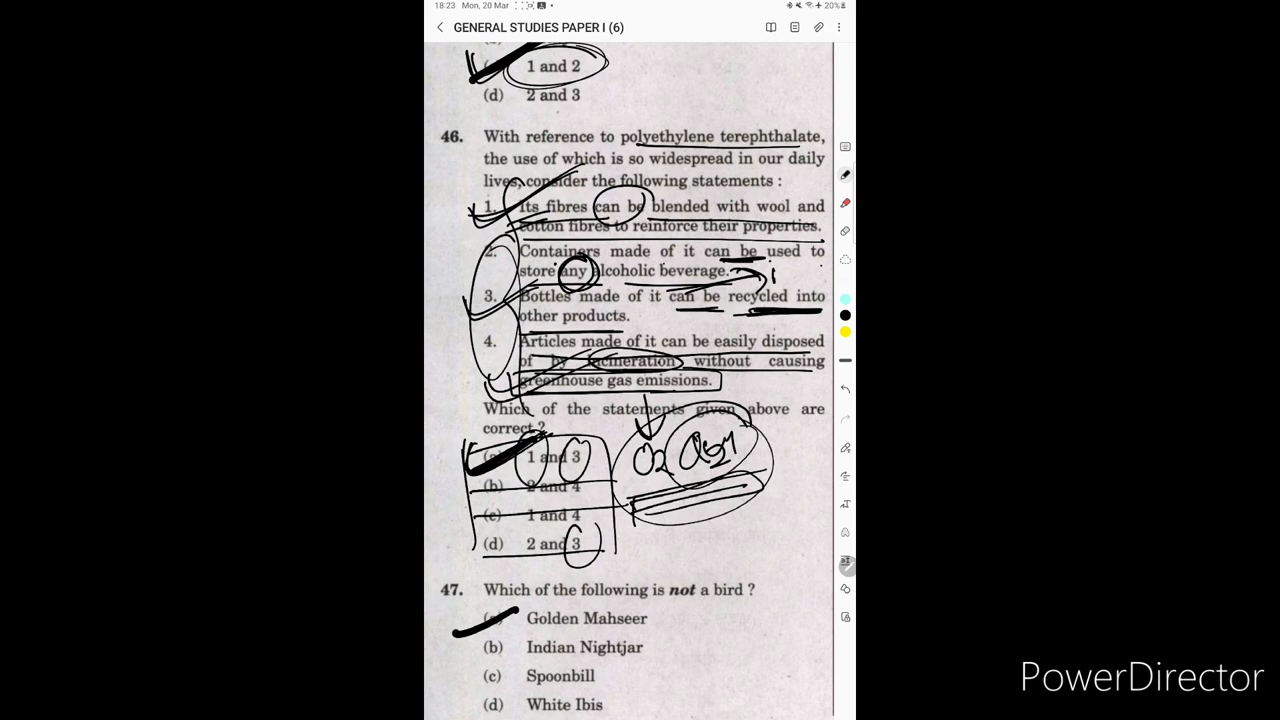 18:23 Mon, 20 Mar
20%
GENERAL STUDIES PAPER I (6)
1 and 2
(d) 2 and 3
46. With reference to polyethylene terephthalate,
the use of which is so widespread in our daily
lives, consider the following statements :
1. Its fibres can be blended with wool and
cotton fibres to reinforce their properties.
2. Containers made of it can be used to
store any alcoholic beverage.
3. Bottles made of it can be recycled into
other products.
4. Articles made of it can be easily disposed
of by incineration without causing
greenhouse gas emissions.
Which of the statements given above are
correct ?
(a) 1 and 3
(b) 2 and 4
O2
(c) 1 and 4
(d) 2 and 3
47. Which of the following is not a bird ?
(a) Golden Mahseer
(b) Indian Nightjar
(c) Spoonbill
(d) White Ibis
PowerDirector